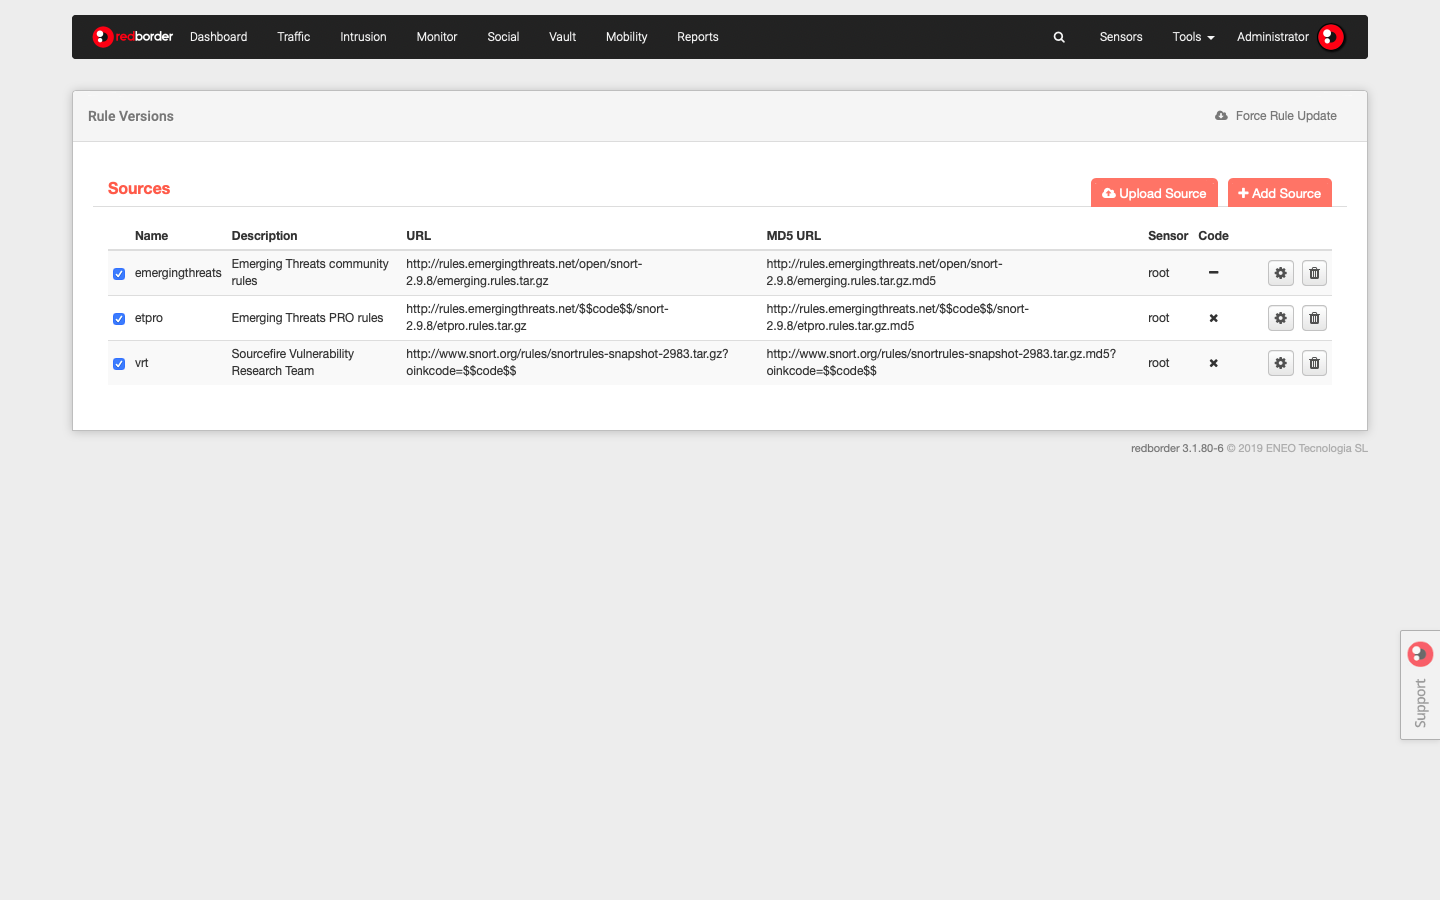 redborder Dashboard Traffic Intrusion Monitor Social Vault Mobility Reports Sensors Tools Administrator
Rule Versions Force Rule Update
Sources Upload Source Add Source
Name Description URL MD5 URL Sensor Code
emergingthreats Emerging Threats community rules http://rules.emergingthreats.net/open/snort-2.9.8/emerging.rules.tar.gz http://rules.emergingthreats.net/open/snort-2.9.8/emerging.rules.tar.gz.md5 root
etpro Emerging Threats PRO rules http://rules.emergingthreats.net/$$code$$/snort-2.9.8/etpro.rules.tar.gz http://rules.emergingthreats.net/$$code$$/snort-2.9.8/etpro.rules.tar.gz.md5 root
vrt Sourcefire Vulnerability Research Team http://www.snort.org/rules/snortrules-snapshot-2983.tar.gz?oinkcode=$$code$$ http://www.snort.org/rules/snortrules-snapshot-2983.tar.gz.md5?oinkcode=$$code$$ root
redborder 3.1.80-6 © 2019 ENEO Tecnologia SL
Support